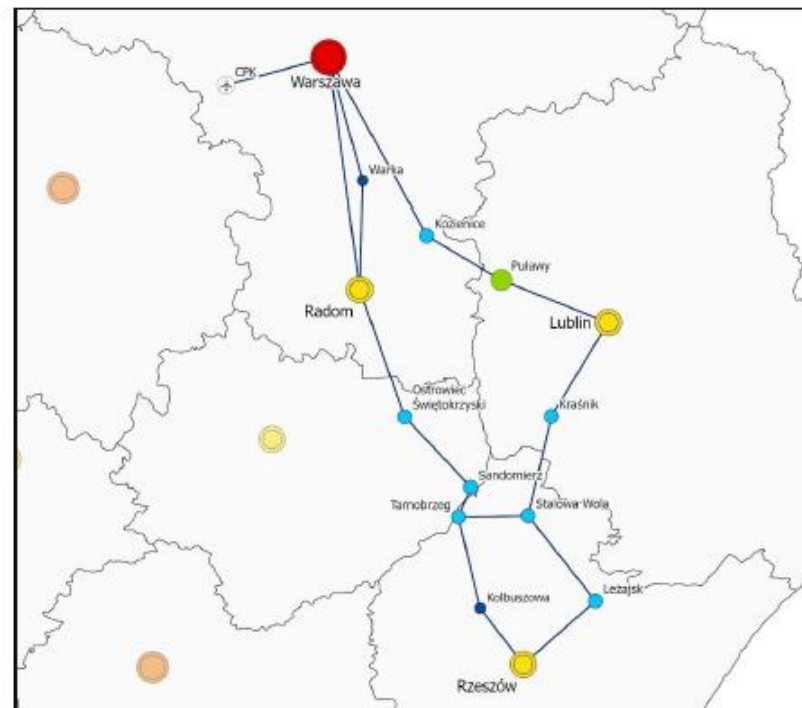 CPK
Warszawa
Warka
Kozienice
Puławy
Radom
Lublin
Ostrowiec
Świętokrzyski
Kraśnik
Sandomierz
Tarnobrzeg
Stalowa-Wola
Kolbuszowa
Leżajsk
Rzeszów